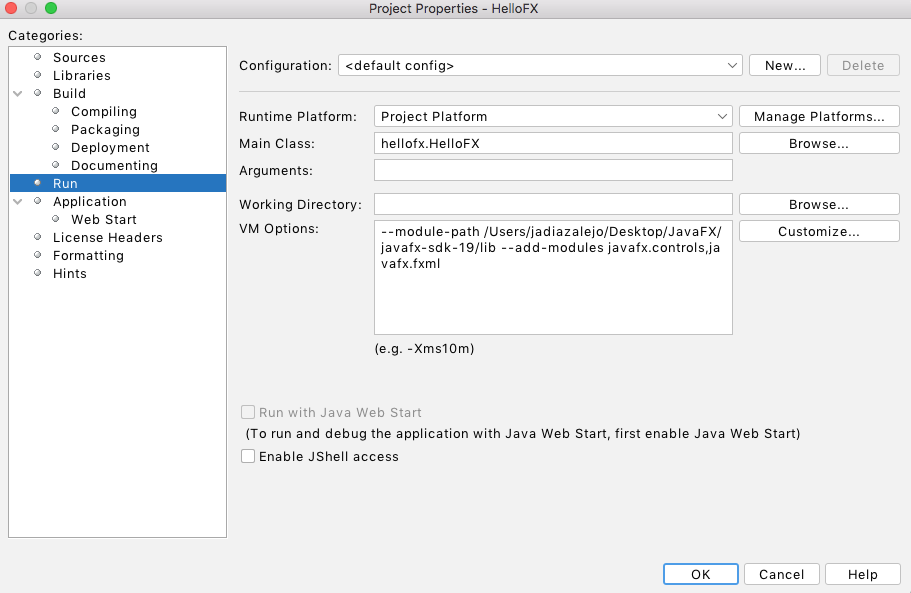 Project Properties - HelloFX
Categories:
Sources
Libraries
Build
Compiling
Packaging
Deployment
Documenting
Run
Application
Web Start
License Headers
Formatting
Hints
Configuration: <default config> New... Delete
Runtime Platform: Project Platform Manage Platforms...
Main Class: hellofx.HelloFX Browse...
Arguments:
Working Directory: Browse...
VM Options: --module-path /Users/jadiazalejo/Desktop/JavaFX/ Customize...
javafx-sdk-19/lib --add-modules javafx.controls,ja
vafx.fxml
(e.g. -Xms10m)
Run with Java Web Start
(To run and debug the application with Java Web Start, first enable Java Web Start)
Enable JShell access
OK Cancel Help